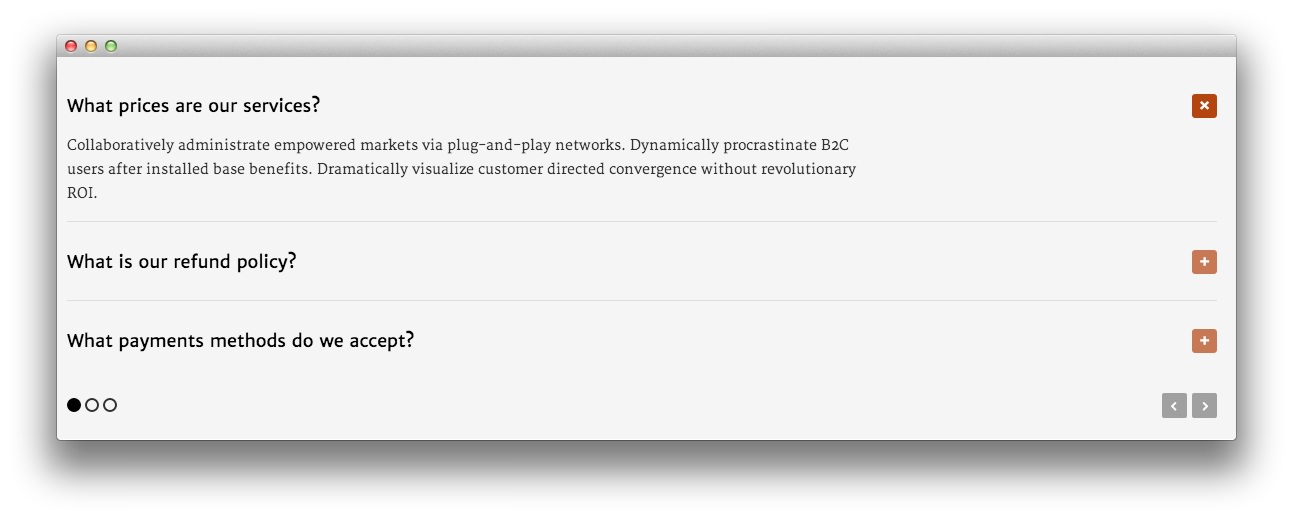 What prices are our services?
Collaboratively administrate empowered markets via plug-and-play networks. Dynamically procrastinate B2C
users after installed base benefits. Dramatically visualize customer directed convergence without revolutionary
ROI.
What is our refund policy?
What payments methods do we accept?